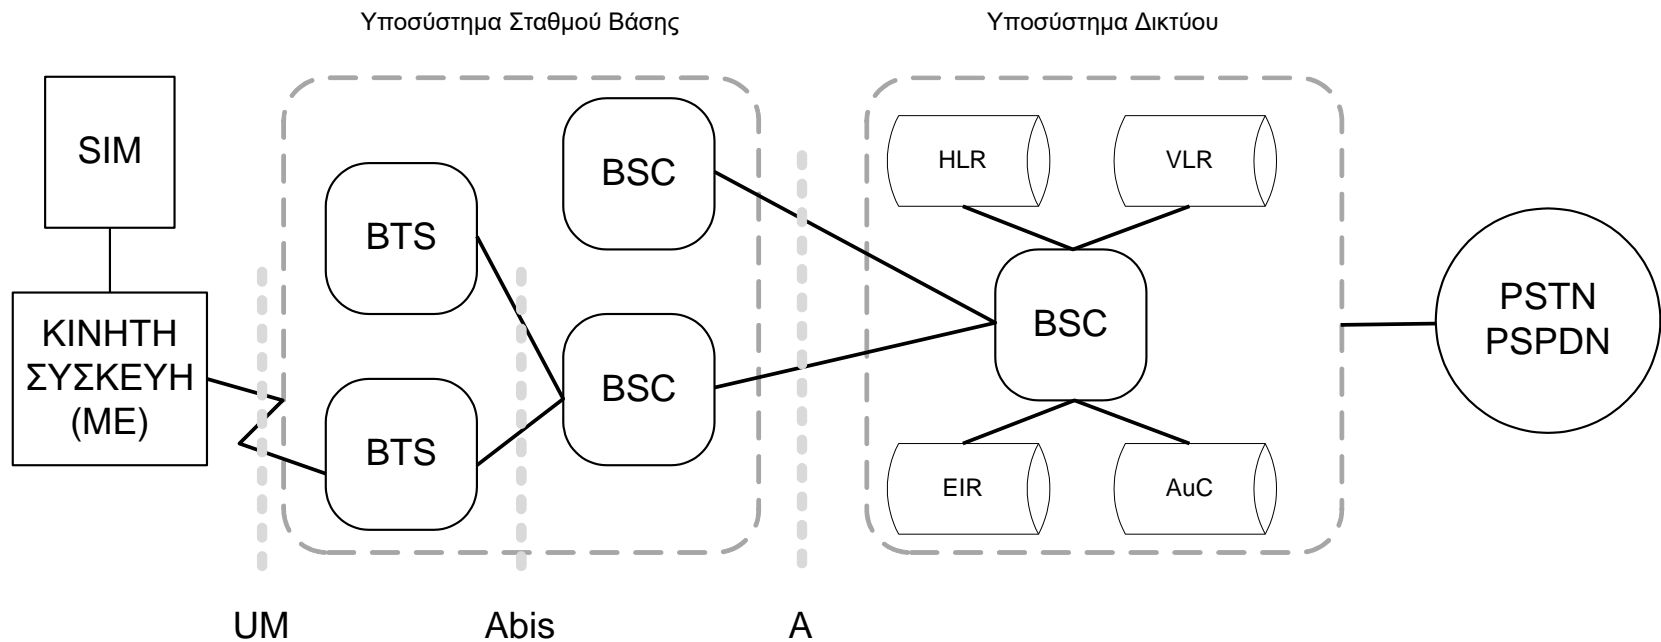 Υποσύστημα Σταθμού Βάσης
Υποσύστημα Δικτύου
SIM
ΚΙΝΗΤΗ
ΣΥΣΚΕΥΗ
(ME)
BTS
BTS
BSC
BSC
HLR
VLR
BSC
EIR
AuC
PSTN
PSPDN
UM
Abis
A